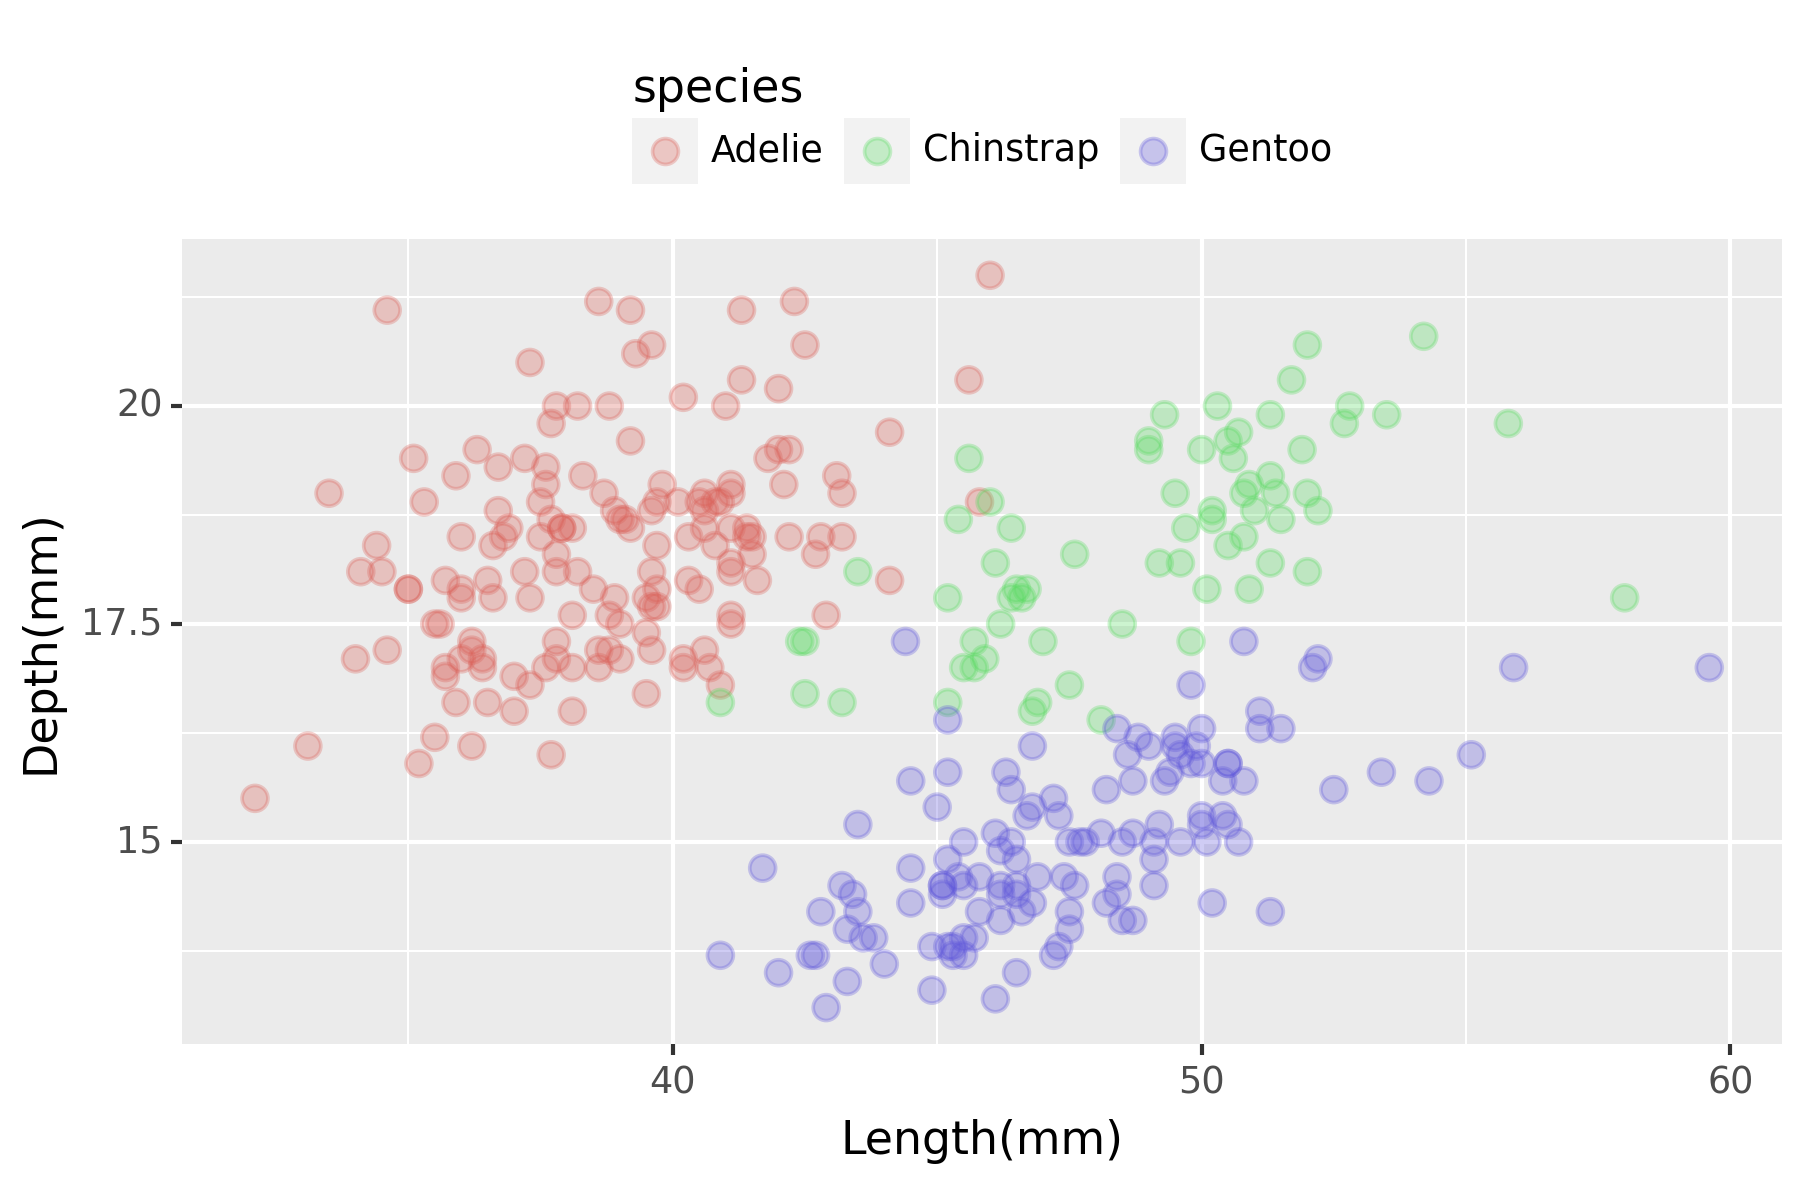 species
Adelie Chinstrap Gentoo
20
17.5
15
Depth(mm)
40 50 60
Length(mm)